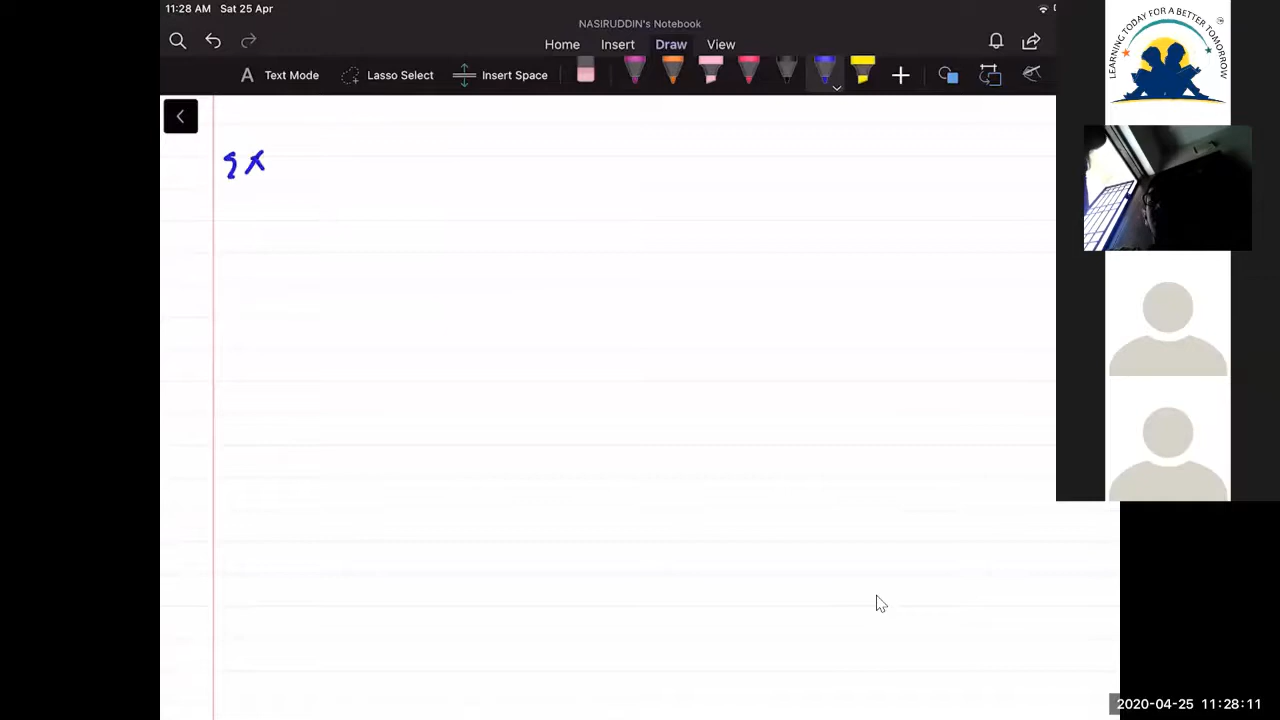 11:28 AM Sat 25 Apr
NASIRUDDIN's Notebook
Home Insert Draw View
A Text Mode Lasso Select Insert Space
LEARNING TODAY FOR A BETTER TOMORROW
2020-04-25 11:28:11